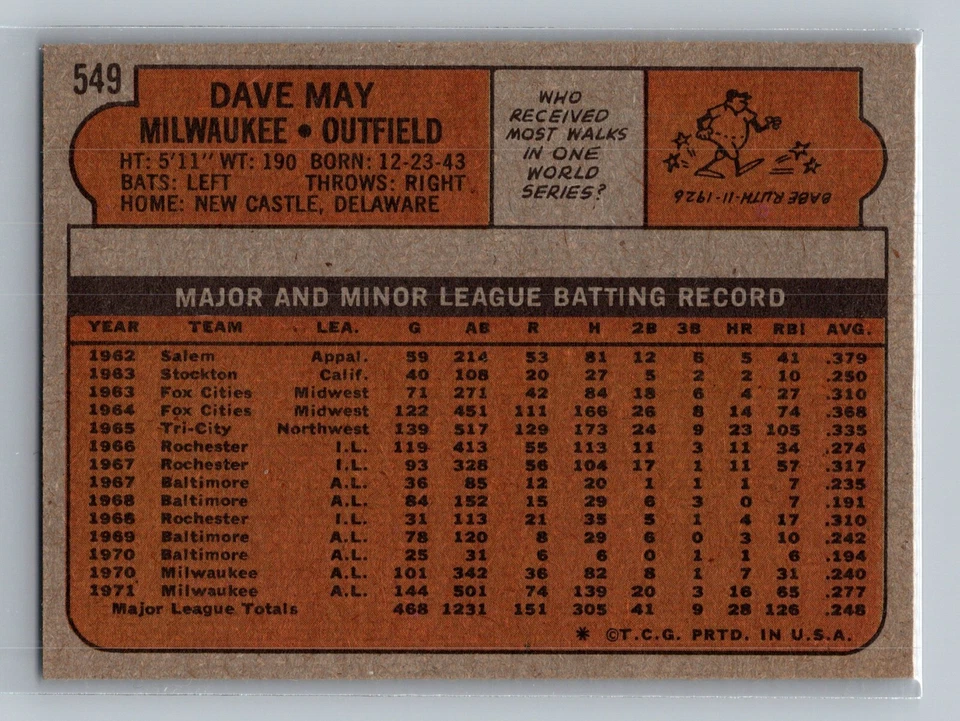 549
DAVE MAY
MILWAUKEE • OUTFIELD
HT: 5'11" WT: 190 BORN: 12-23-43
BATS: LEFT THROWS: RIGHT
HOME: NEW CASTLE, DELAWARE
WHO
RECEIVED
MOST WALKS
IN ONE
WORLD
SERIES?
BABE RUTH-11-1926
MAJOR AND MINOR LEAGUE BATTING RECORD
YEAR TEAM LEA. G AB R H 2B 3B HR RBI AVG.
1962 Salem Appal. 59 214 53 81 12 6 5 41 .379
1963 Stockton Calif. 40 108 20 27 5 2 2 10 .250
1963 Fox Cities Midwest 71 271 42 84 18 6 4 27 .310
1964 Fox Cities Midwest 122 451 111 166 26 8 14 74 .368
1965 Tri-City Northwest 139 517 129 173 24 9 23 105 .335
1966 Rochester I.L. 119 413 55 113 11 3 11 34 .274
1967 Rochester I.L. 93 328 56 104 17 1 11 57 .317
1967 Baltimore A.L. 36 85 12 20 1 1 1 7 .235
1968 Baltimore A.L. 84 152 15 29 6 3 0 7 .191
1968 Rochester I.L. 31 113 21 35 5 1 4 17 .310
1969 Baltimore A.L. 78 120 8 29 6 0 3 10 .242
1970 Baltimore A.L. 25 31 6 6 0 1 1 6 .194
1970 Milwaukee A.L. 101 342 36 82 8 1 7 31 .240
1971 Milwaukee A.L. 144 501 74 139 20 3 16 65 .277
Major League Totals 468 1231 151 305 41 9 28 126 .248
* ©T.C.G. PRTD. IN U.S.A.